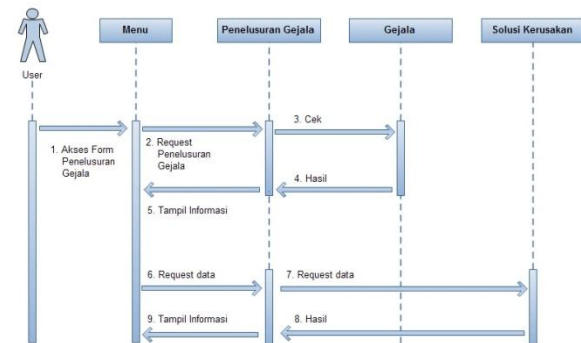 Menu
Penelusuran Gejala
Gejala
Solusi Kerusakan
User
1. Akses Form
Penelusuran
Gejala
2. Request
Penelusuran
Gejala
3. Cek
4. Hasil
5. Tampil Informasi
6. Request data
7. Request data
8. Hasil
9. Tampil Informasi